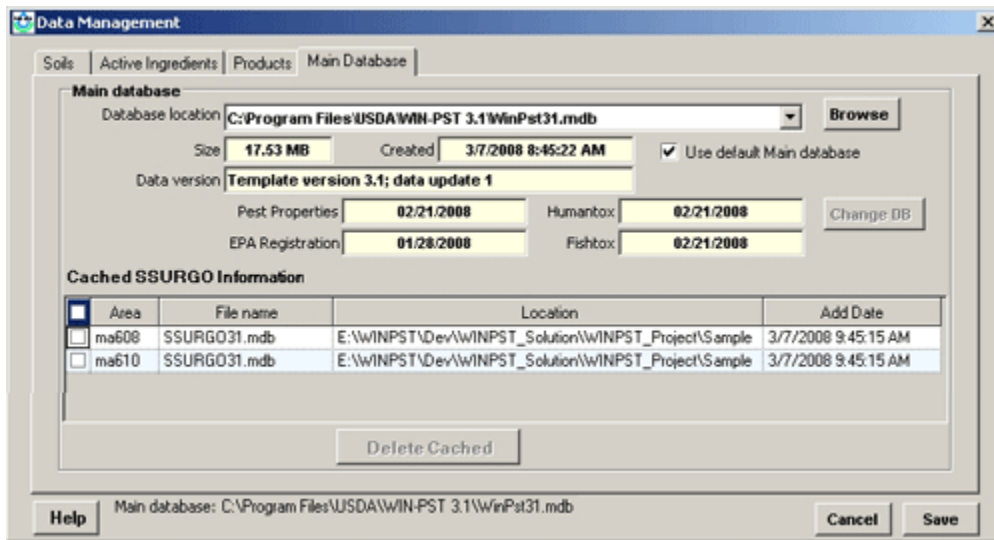 Data Management
Soils Active Ingredients Products Main Database
Main database
Database location C:\Program Files\USDA\WIN-PST 3.1\WinPst31.mdb Browse
Size 17.53 MB Created 3/7/2008 8:45:22 AM Use default Main database
Data version Template version 3.1; data update 1
Pest Properties 02/21/2008 Humantox 02/21/2008 Change DB
EPA Registration 01/28/2008 Fishtox 02/21/2008
Cached SSURGO Information
Area File name Location Add Date
ma608 SSURGO31.mdb E:\WINPST\Dev\WINPST_Solution\WINPST_Project\Sample 3/7/2008 9:45:15 AM
ma610 SSURGO31.mdb E:\WINPST\Dev\WINPST_Solution\WINPST_Project\Sample 3/7/2008 9:45:15 AM
Delete Cached
Help Main database: C:\Program Files\USDA\WIN-PST 3.1\WinPst31.mdb Cancel Save